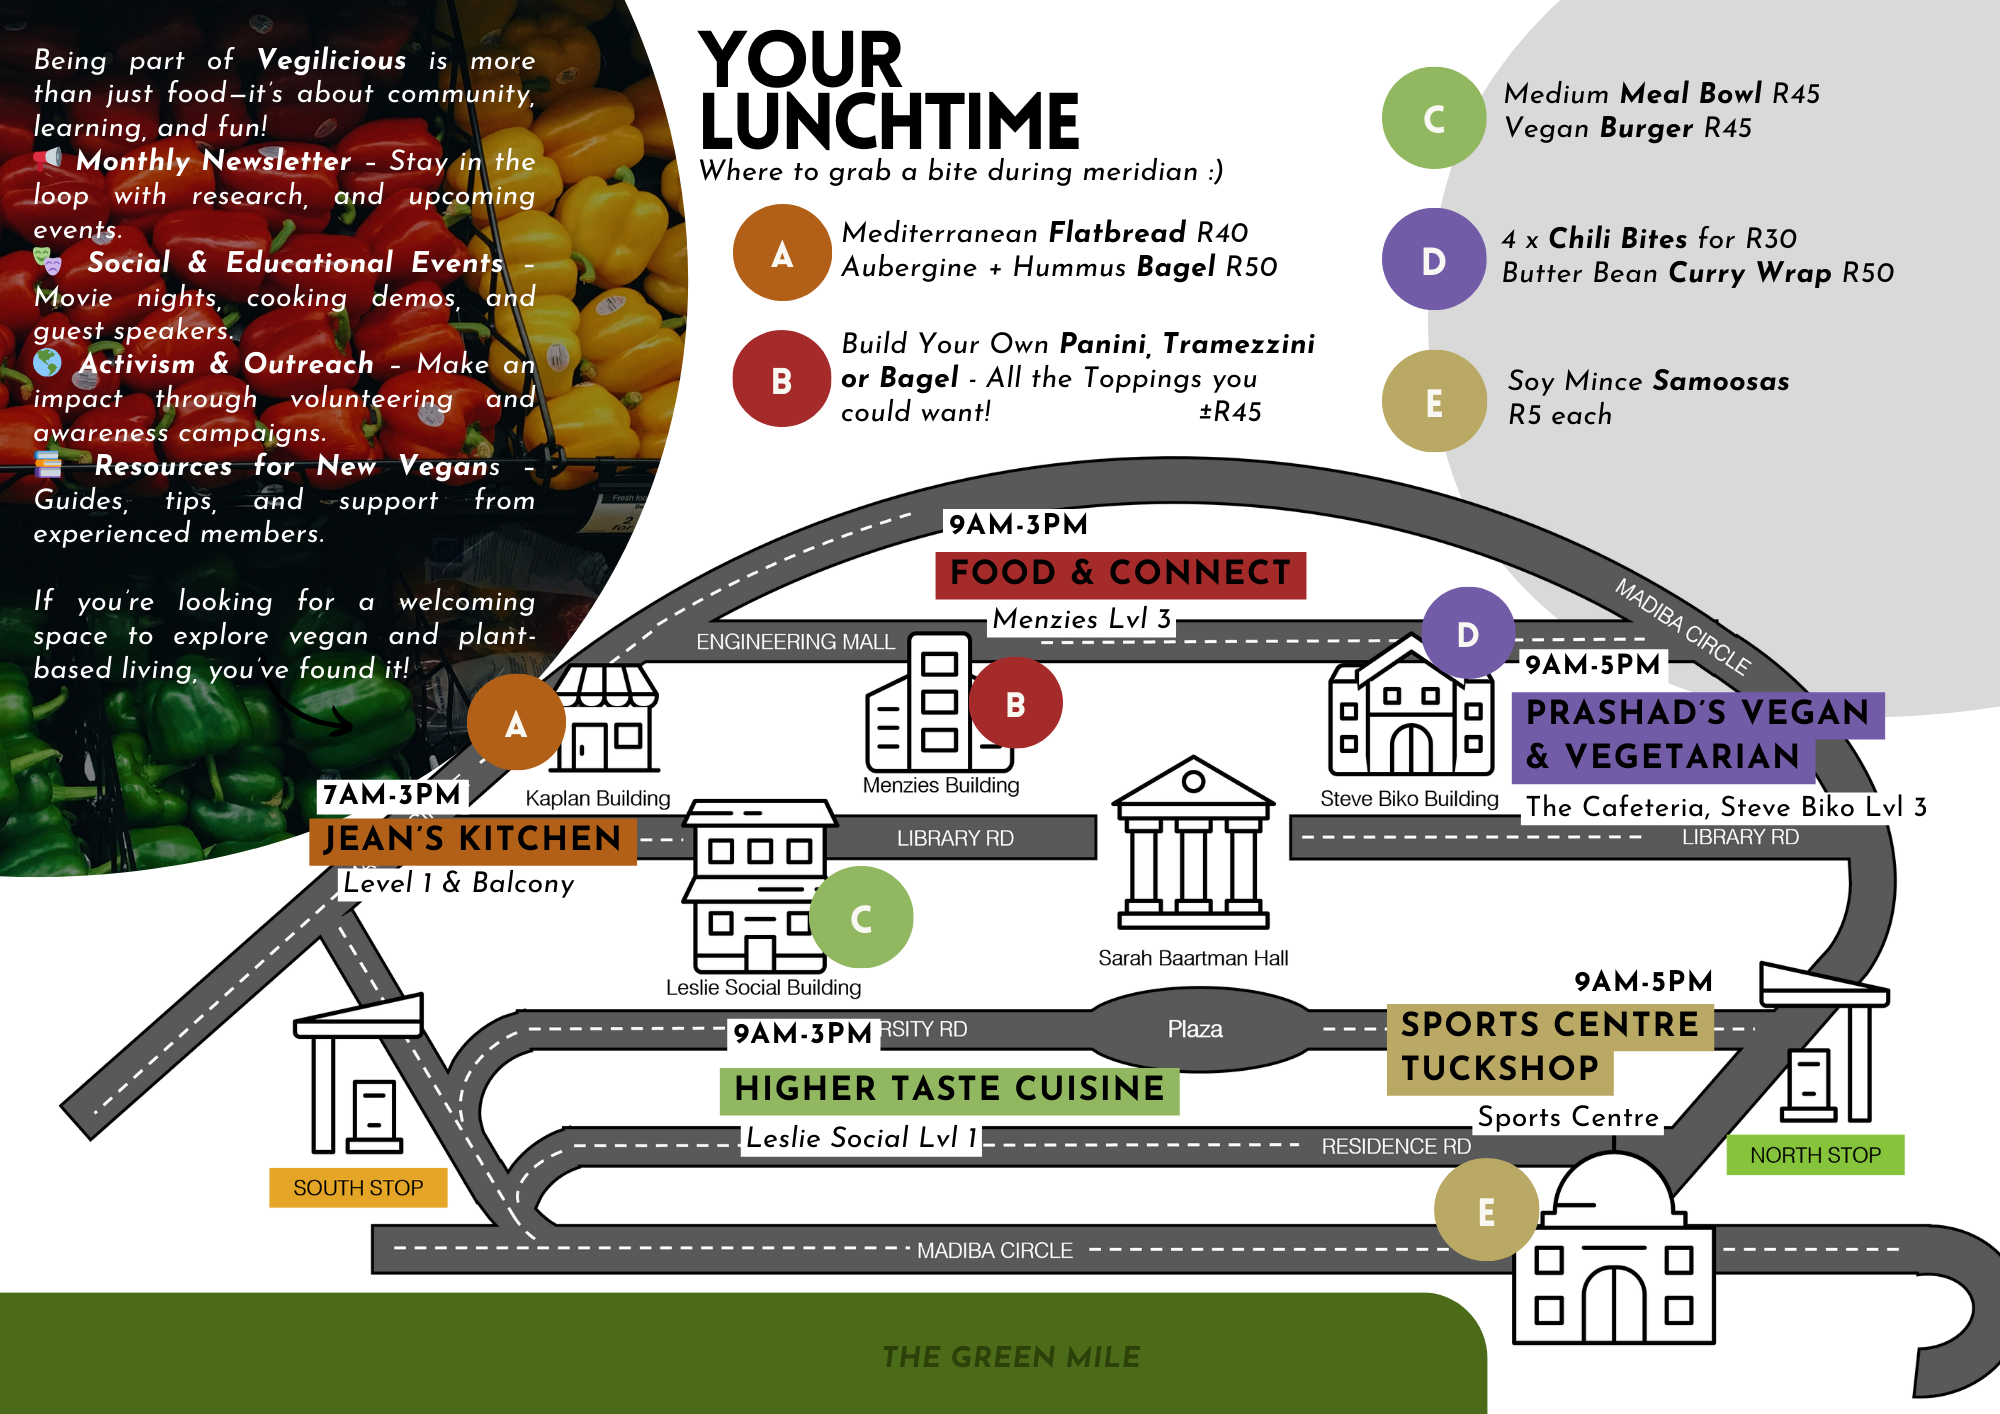 Being part of Vegilicious is more
than just food—it's about community,
learning, and fun!
Monthly Newsletter – Stay in the
loop with research, and upcoming
events.
Social & Educational Events –
Movie nights, cooking demos, and
guest speakers.
Activism & Outreach – Make an
impact through volunteering and
awareness campaigns.
Resources for New Vegans –
Guides, tips, and support from
experienced members.
If you're looking for a welcoming
space to explore vegan and plant-
based living, you've found it!
YOUR
LUNCHTIME
Where to grab a bite during meridian :)
A
Mediterranean Flatbread R40
Aubergine + Hummus Bagel R50
B
Build Your Own Panini, Tramezzini
or Bagel - All the Toppings you
could want! ±R45
C
Medium Meal Bowl R45
Vegan Burger R45
D
4 x Chili Bites for R30
Butter Bean Curry Wrap R50
E
Soy Mince Samoosas
R5 each
9AM-3PM
FOOD & CONNECT
Menzies Lvl 3
ENGINEERING MALL
MADIBA CIRCLE
D
9AM-5PM
PRASHAD'S VEGAN
& VEGETARIAN
The Cafeteria, Steve Biko Lvl 3
A
B
Kaplan Building
Menzies Building
Steve Biko Building
7AM-3PM
JEAN'S KITCHEN
Level 1 & Balcony
LIBRARY RD
LIBRARY RD
C
Leslie Social Building
Sarah Baartman Hall
9AM-3PM
RSITY RD
HIGHER TASTE CUISINE
Leslie Social Lvl 1
Plaza
9AM-5PM
SPORTS CENTRE
TUCKSHOP
Sports Centre
RESIDENCE RD
NORTH STOP
SOUTH STOP
E
MADIBA CIRCLE
THE GREEN MILE